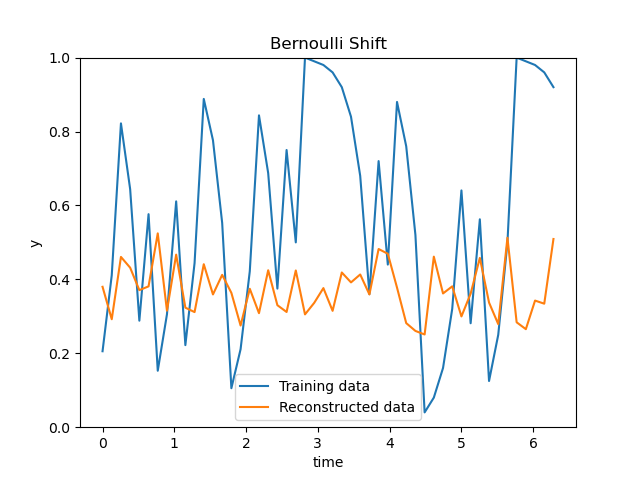 Bernoulli Shift
1.0
0.8
0.6
0.4
0.2
0.0
y
Training data
Reconstructed data
0 1 2 3 4 5 6
time